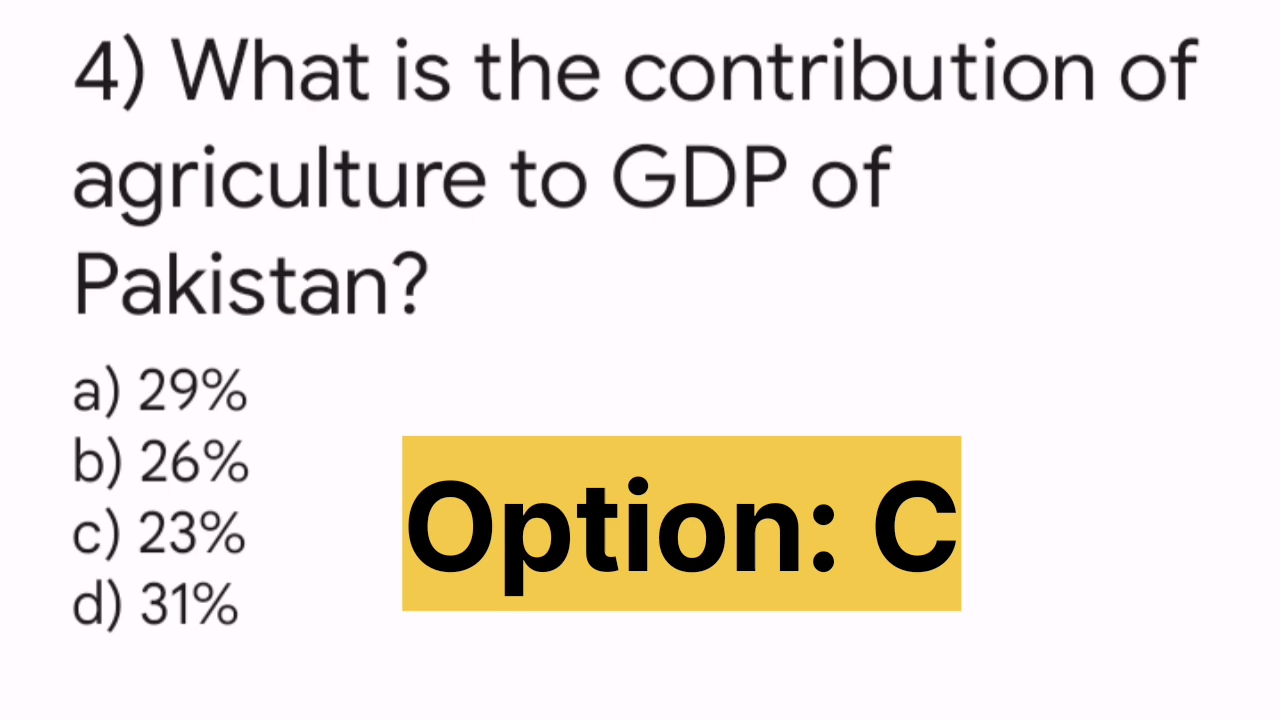 4) What is the contribution of
agriculture to GDP of
Pakistan?
a) 29%
b) 26%
c) 23%
d) 31%
Option: C